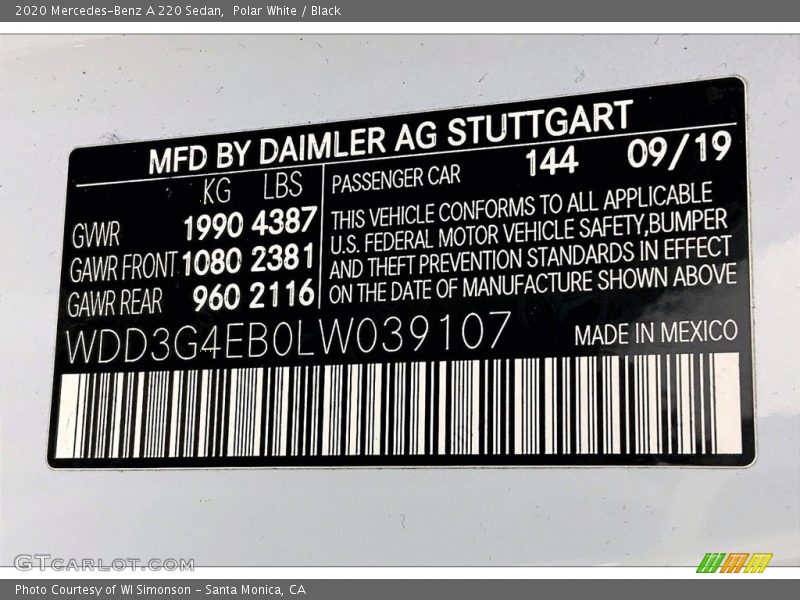 2020 Mercedes-Benz A 220 Sedan,  Polar White / Black
MFD BY DAIMLER AG STUTTGART
KG LBS
GVWR 1990 4387
GAWR FRONT 1080 2381
GAWR REAR 960 2116
PASSENGER CAR 144 09/19
THIS VEHICLE CONFORMS TO ALL APPLICABLE
U.S. FEDERAL MOTOR VEHICLE SAFETY,BUMPER
AND THEFT PREVENTION STANDARDS IN EFFECT
ON THE DATE OF MANUFACTURE SHOWN ABOVE
WDD3G4EB0LW039107 MADE IN MEXICO
GTCARLOT.COM
Photo Courtesy of WI Simonson - Santa Monica, CA